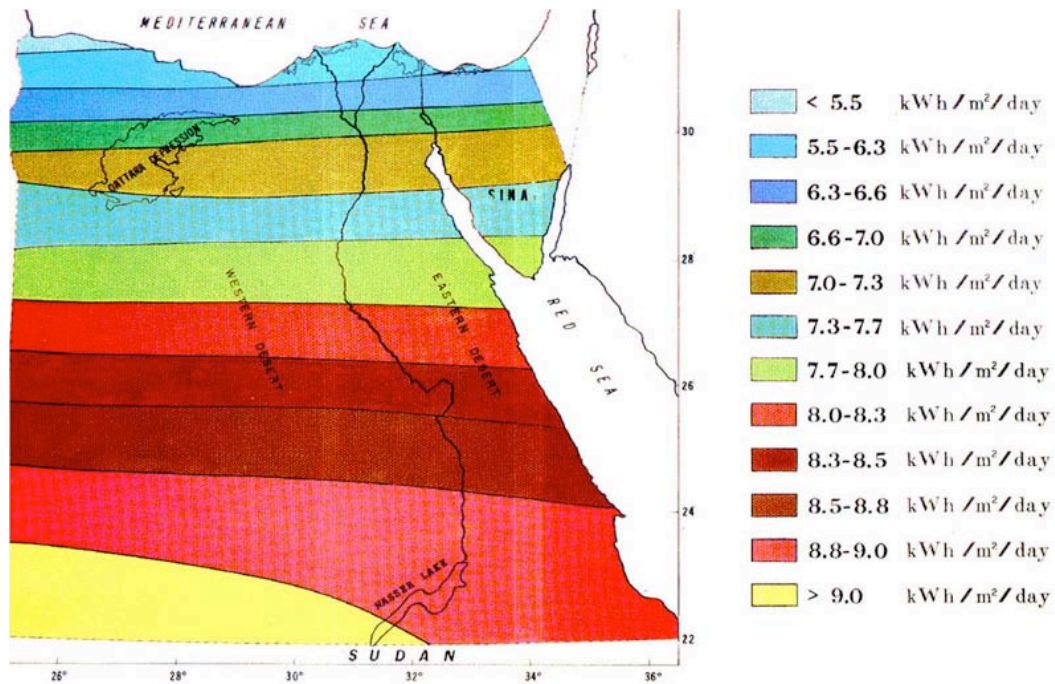 MEDITERRANEAN SEA
QATTARA DEPRESSION
SINA
WESTERN DESERT
EASTERN DESERT
RED SEA
NASSER LAKE
SUDAN
30
28
26
24
22
26° 28° 30° 32° 34° 36°
< 5.5 kWh/m²/day
5.5-6.3 kWh/m²/day
6.3-6.6 kWh/m²/day
6.6-7.0 kWh/m²/day
7.0-7.3 kWh/m²/day
7.3-7.7 kWh/m²/day
7.7-8.0 kWh/m²/day
8.0-8.3 kWh/m²/day
8.3-8.5 kWh/m²/day
8.5-8.8 kWh/m²/day
8.8-9.0 kWh/m²/day
> 9.0 kWh/m²/day